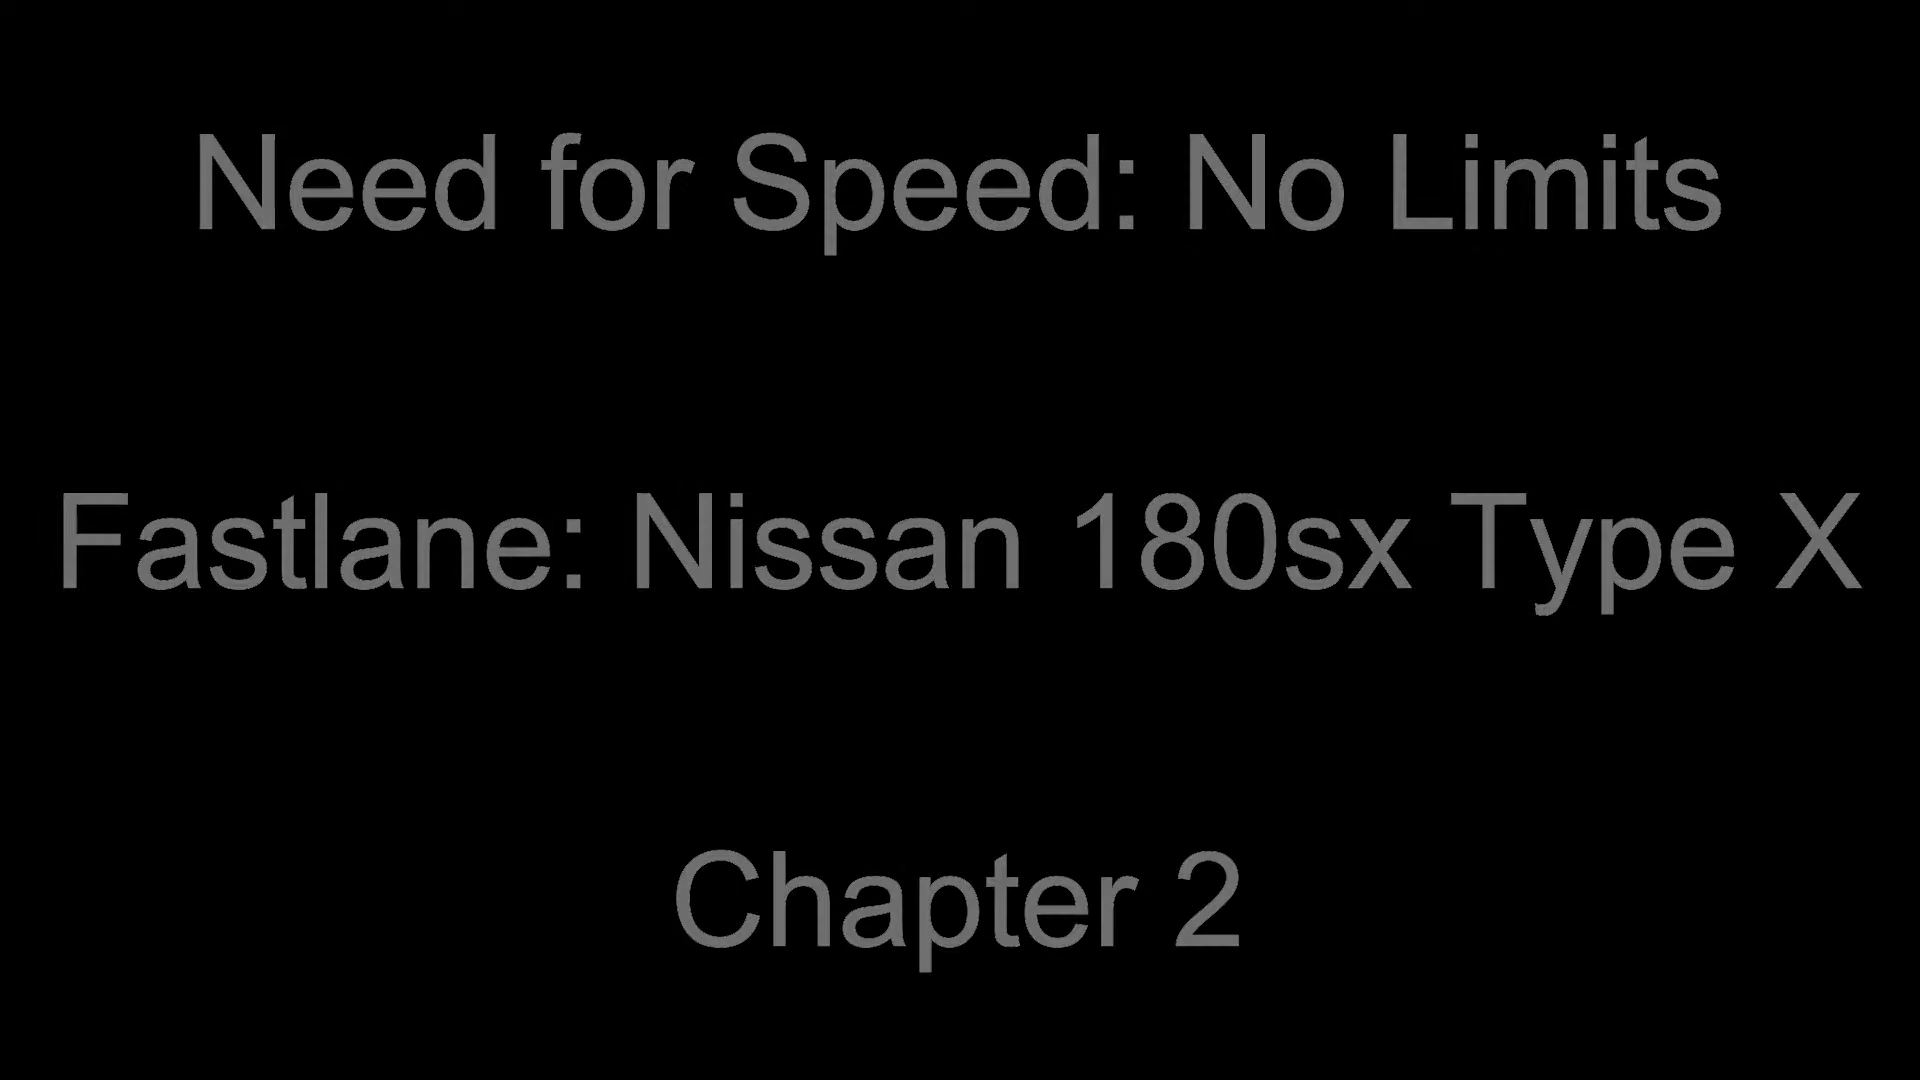 Need for Speed: No Limits
Fastlane: Nissan 180sx Type X
Chapter 2